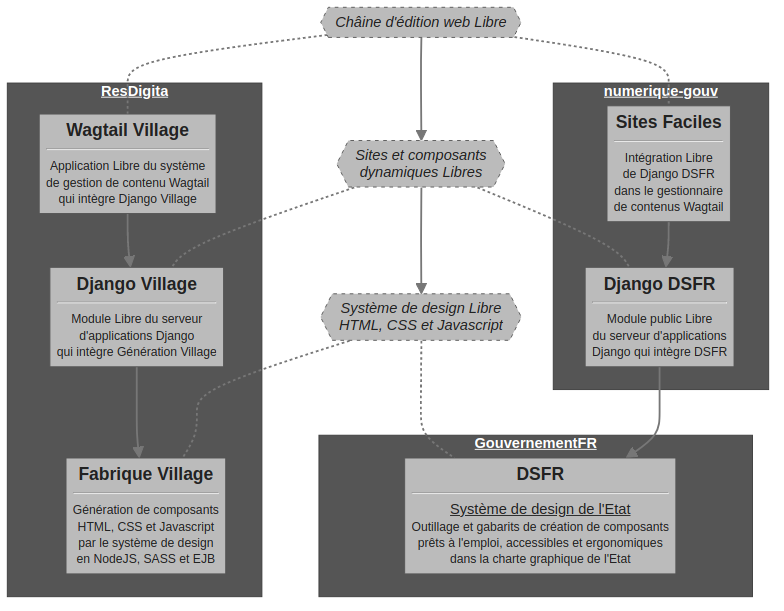 Chaîne d'édition web Libre
ResDigita
numerique-gouv
Wagtail Village
Application Libre du système
de gestion de contenu Wagtail
qui intègre Django Village
Sites Faciles
Intégration Libre
de Django DSFR
dans le gestionnaire
de contenus Wagtail
Sites et composants
dynamiques Libres
Django Village
Module Libre du serveur
d'applications Django
qui intègre Génération Village
Django DSFR
Module public Libre
du serveur d'applications
Django qui intègre DSFR
Système de design Libre
HTML, CSS et Javascript
GouvernementFR
Fabrique Village
Génération de composants
HTML, CSS et Javascript
par le système de design
en NodeJS, SASS et EJB
DSFR
Système de design de l'Etat
Outillage et gabarits de création de composants
prêts à l'emploi, accessibles et ergonomiques
dans la charte graphique de l'Etat